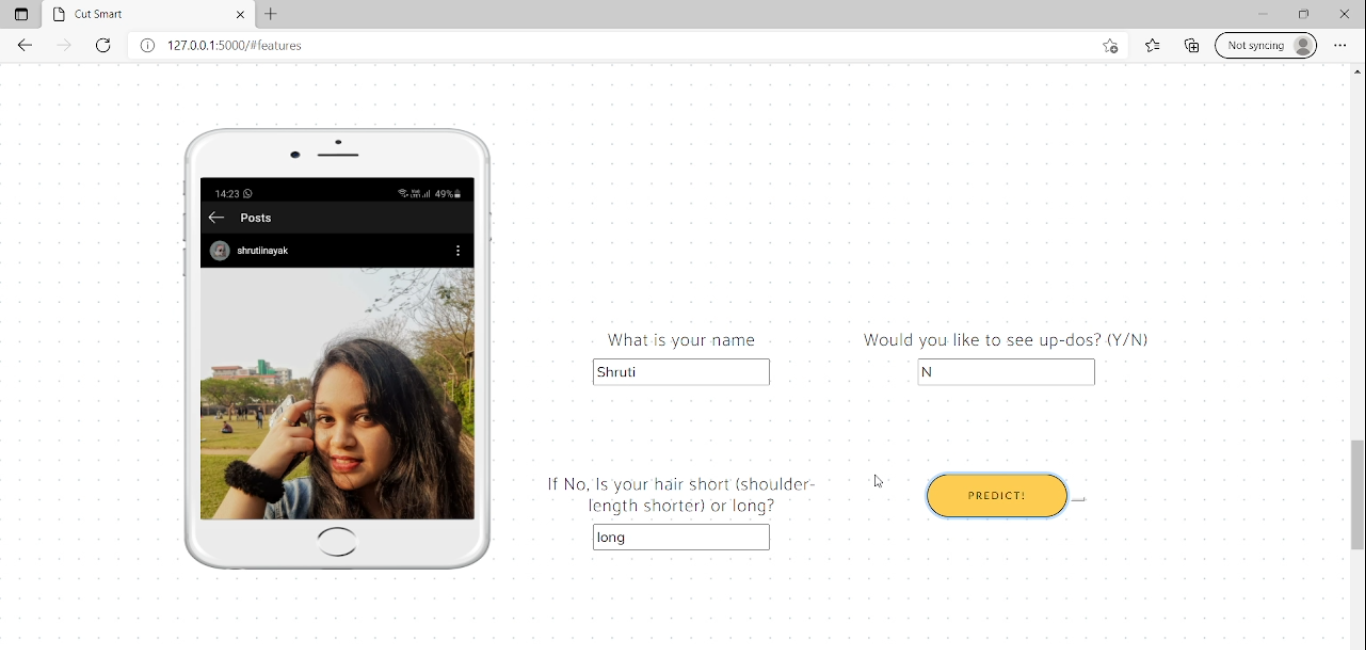 Cut Smart
127.0.0.1:5000/#features
Not syncing
14:23
49%
Posts
shrutiinayak
What is your name
Would you like to see up-dos? (Y/N)
Shruti
N
If No, Is your hair short (shoulder-
length shorter) or long?
PREDICT!
long